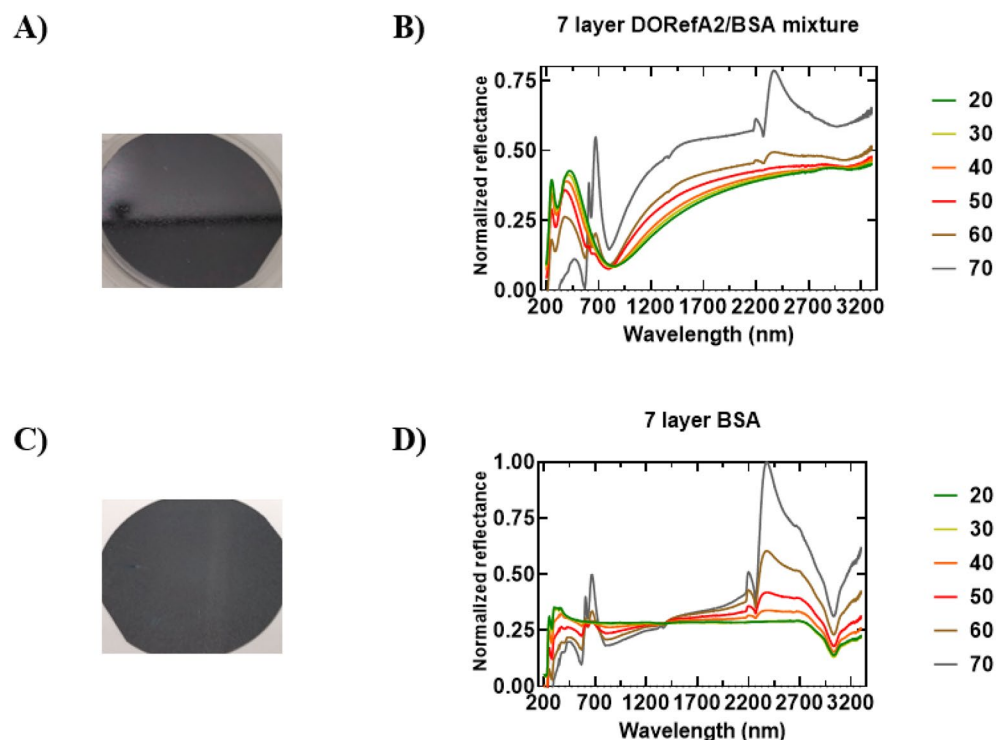 A)
B)
7 layer DORefA2/BSA mixture
Normalized reflectance
0.75
0.50
0.25
0.00
200 700 1200 1700 2200 2700 3200
Wavelength (nm)
20
30
40
50
60
70
C)
D)
7 layer BSA
Normalized reflectance
1.00
0.75
0.50
0.25
0.00
200 700 1200 1700 2200 2700 3200
Wavelength (nm)
20
30
40
50
60
70